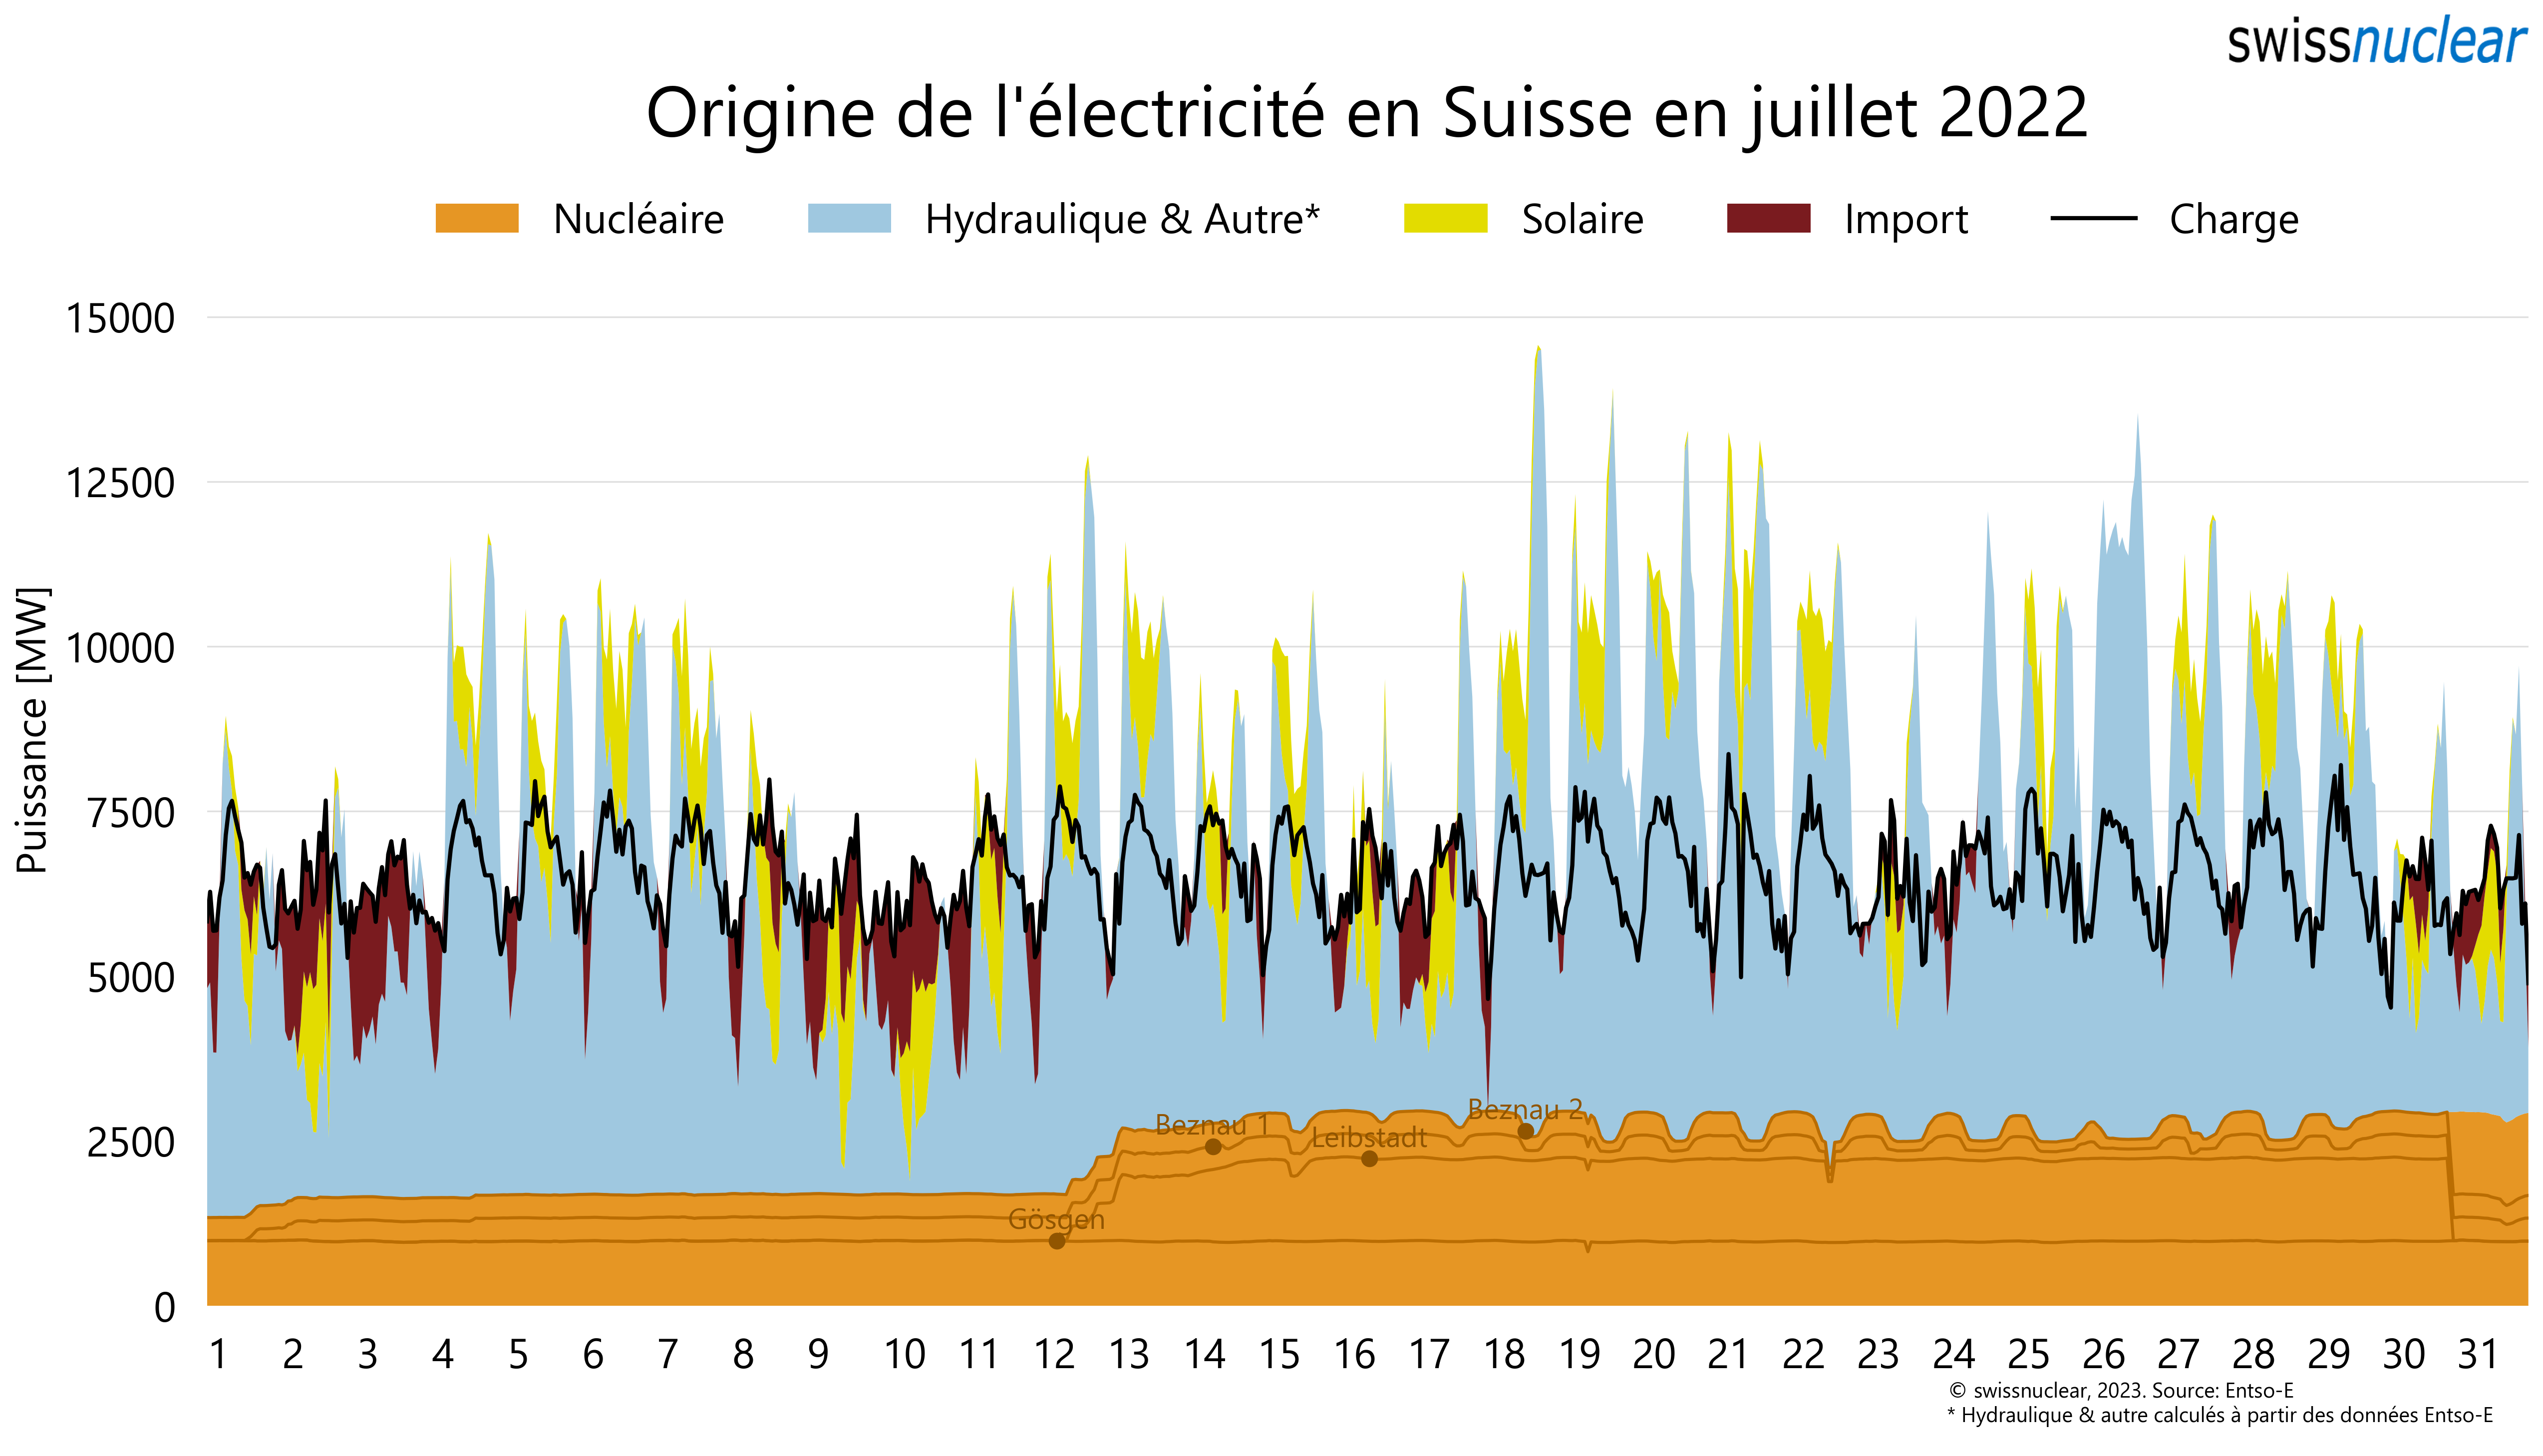 swissnuclear
Origine de l'électricité en Suisse en juillet 2022
Nucléaire Hydraulique & Autre* Solaire Import Charge
15000
12500
10000
7500
5000
2500
0
Puissance [MW]
Beznau 2
Beznau 1
Leibstadt
Gösgen
1 2 3 4 5 6 7 8 9 10 11 12 13 14 15 16 17 18 19 20 21 22 23 24 25 26 27 28 29 30 31
© swissnuclear, 2023. Source: Entso-E
* Hydraulique & autre calculés à partir des données Entso-E